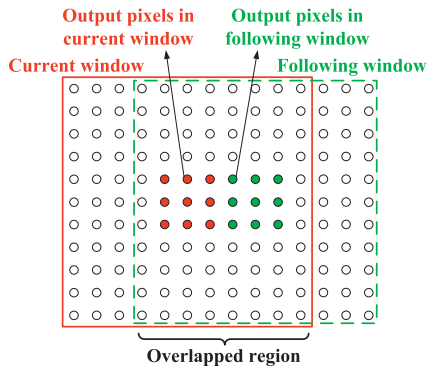 Output pixels in
current window
Output pixels in
following window
Current window
Following window
Overlapped region